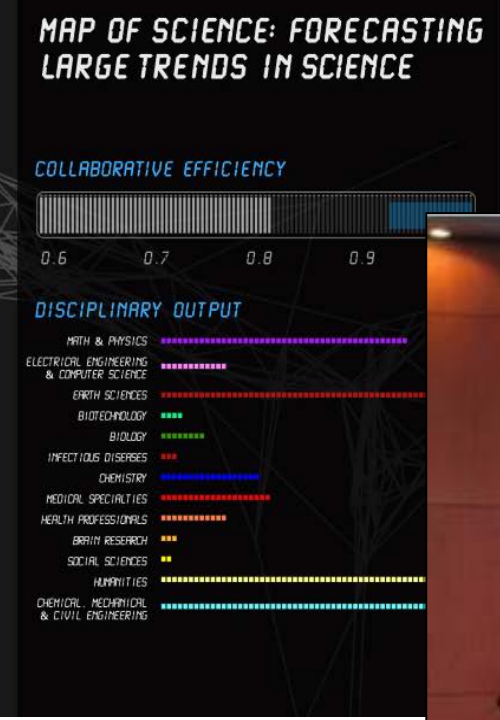 MAP OF SCIENCE: FORECASTING
LARGE TRENDS IN SCIENCE
COLLABORATIVE EFFICIENCY
0.6 0.7 0.8 0.9
DISCIPLINARY OUTPUT
MATH & PHYSICS
ELECTRICAL ENGINEERING
& COMPUTER SCIENCE
EARTH SCIENCES
BIOTECHNOLOGY
BIOLOGY
INFECTIOUS DISEASES
CHEMISTRY
MEDICAL SPECIALTIES
HEALTH PROFESSIONALS
BRAIN RESEARCH
SOCIAL SCIENCES
HUMANITIES
CHEMICAL, MECHANICAL
& CIVIL ENGINEERING